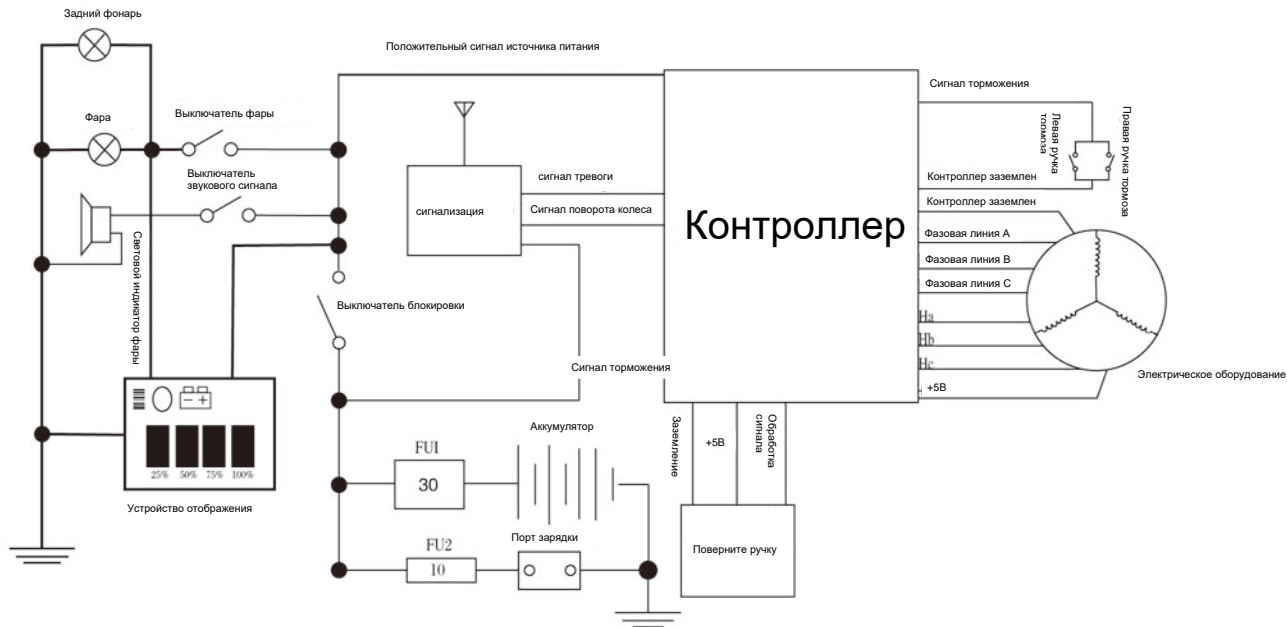 Задний фонарь
Положительный сигнал источника питания
Сигнал торможения
Фара
Выключатель фары
Левая ручка
тормоза
Правая ручка тормоза
Выключатель
звукового сигнала
сигнал тревоги
Контроллер заземлен
сигнализация
Сигнал поворота колеса
Контроллер
Контроллер заземлен
Фазовая линия А
Световой индикатор фары
Фазовая линия В
Фазовая линия С
Выключатель блокировки
Ha
Hb
Hc
Сигнал торможения
Электрическое оборудование
+5В
25%
50%
75%
100%
Устройство отображения
FU1
30
Аккумулятор
Заземление
+5В
Обработка
сигнала
FU2
10
Порт зарядки
Поверните ручку